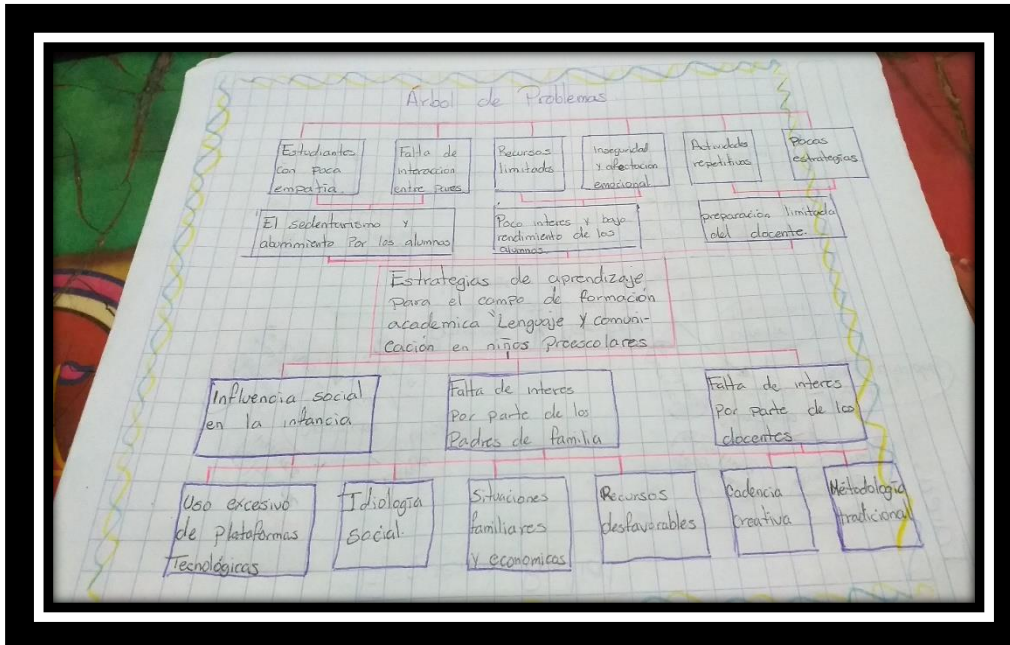 Árbol de Problemas
Estudiantes
con poca
empatía.
Falta de
interacción
entre pares
Recursos
limitados
Inseguridad
y afectación
emocional
Actividades
repetitivas
Pocas
estrategias
El sedentarismo y
aburrimiento por los alumnos
Poco interes y bajo
rendimiento de los
alumnos
preparación limitada
del docente.
Estrategias de aprendizaje
para el campo de formación
academica "Lenguaje y comuni-
cación en niños Preescolares
Influencia social
en la infancia
Falta de interes
Por parte de los
Padres de familia
Falta de interes
Por parte de los
docentes
Uso excesivo
de plataformas
Tecnológicas
Idiología
Social.
Situaciones
familiares
y economicas
Recursos
desfavorables
Cadencia
creativa
Métodología
tradicional